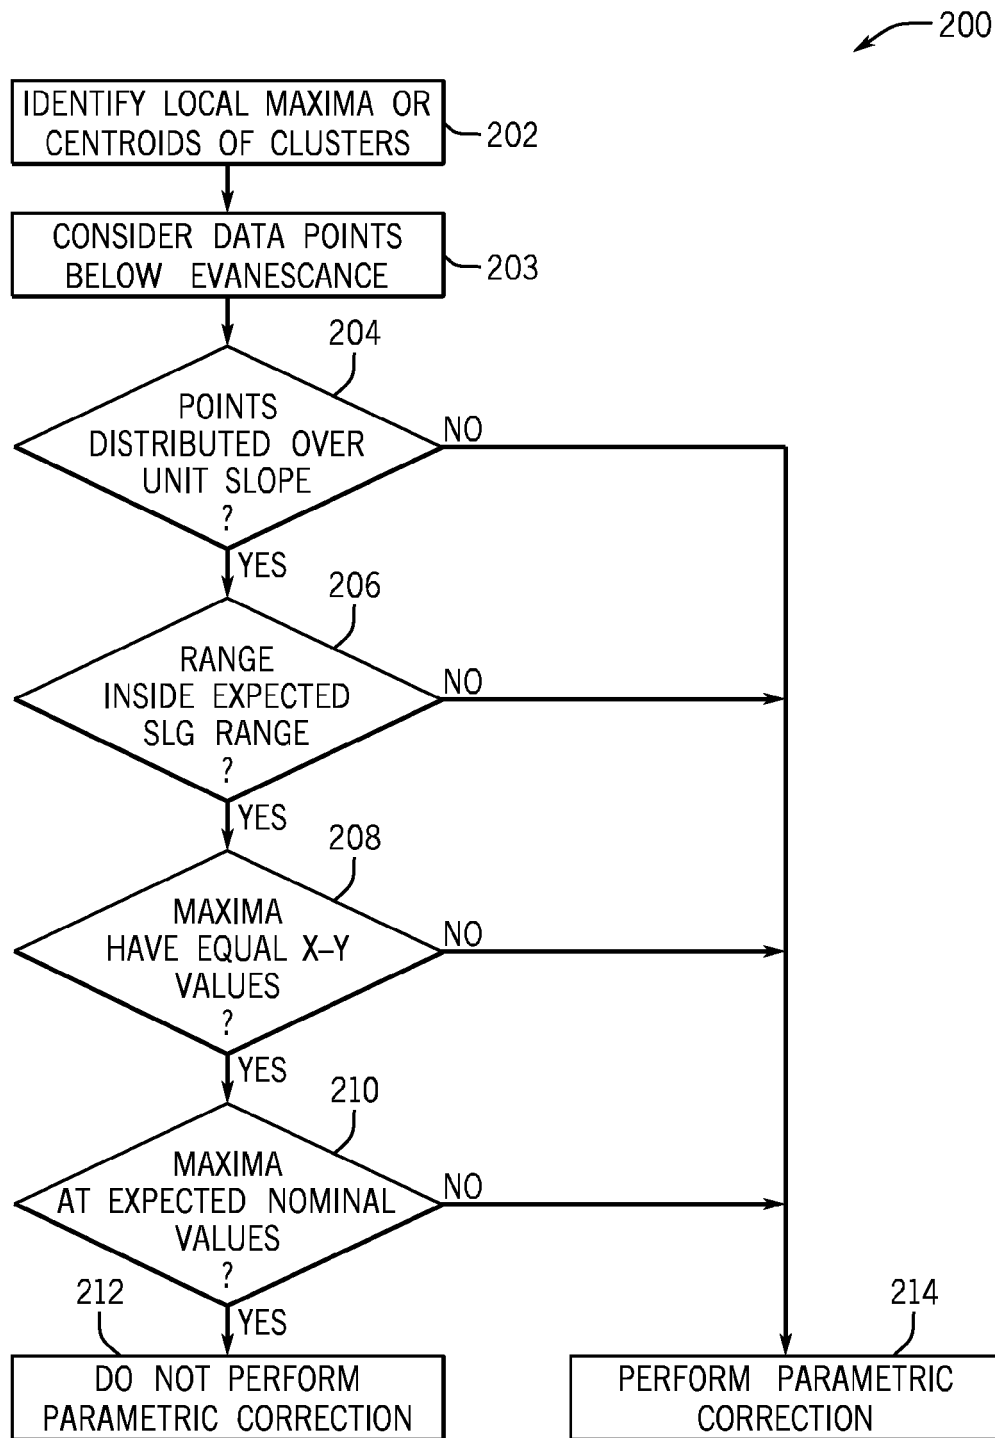 200
IDENTIFY LOCAL MAXIMA OR
CENTROIDS OF CLUSTERS
202
CONSIDER DATA POINTS
BELOW EVANESCANCE
203
204
POINTS
DISTRIBUTED OVER
UNIT SLOPE
?
NO
YES
206
RANGE
INSIDE EXPECTED
SLG RANGE
?
NO
YES
208
MAXIMA
HAVE EQUAL X–Y
VALUES
?
NO
YES
210
MAXIMA
AT EXPECTED NOMINAL
VALUES
?
NO
YES
212
DO NOT PERFORM
PARAMETRIC CORRECTION
214
PERFORM PARAMETRIC
CORRECTION